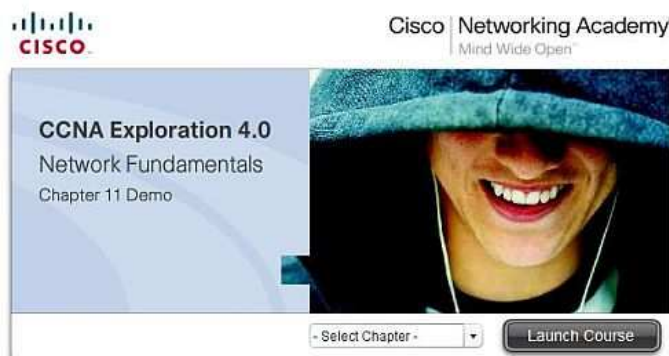 CISCO
Cisco Networking Academy
Mind Wide Open™
CCNA Exploration 4.0
Network Fundamentals
Chapter 11 Demo
- Select Chapter -
Launch Course